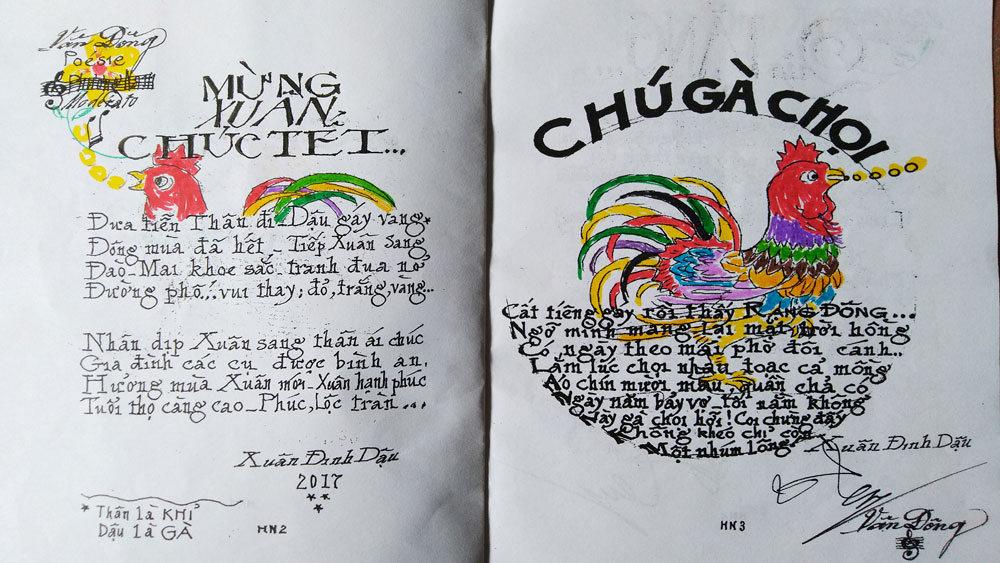 Văn Đông
Poésie
Moderato
MỪNG
XUÂN,
CHÚC TẾT...
Đưa tiễn Thân đi _ Dậu gáy vang*
Đông mùa đã hết _ Tiếp Xuân sang
Đào _ Mai khoe sắc tranh đua nở
Đường phố... vui thay; đỏ, trắng, vàng...
Nhân dịp Xuân sang thân ái chúc
Gia đình các cụ được bình an,
Hương mùa Xuân mới _ Xuân hạnh phúc
Tuổi thọ càng cao _ Phúc, Lộc tràn ...
Xuân Đinh Dậu
2017
* Thân là KHỈ
Dậu là GÀ
HN2
CHÚ GÀ CHỌI
Cất tiếng gáy rồi thấy RẠNG ĐÔNG...
Ngỡ mình mang lại mặt trời hồng
Có ngày theo mái phờ đôi cánh..
Lắm lúc chọi nhau toạc cả mồng
Áo chín mười màu, quần chả có
Ngày năm bảy vợ _ tối nằm không
Này gà chọi hỡi! Coi chừng đấy
Không khéo chỉ còn
Một nhúm lông
Xuân Đinh Dậu
Văn Đông
HN3